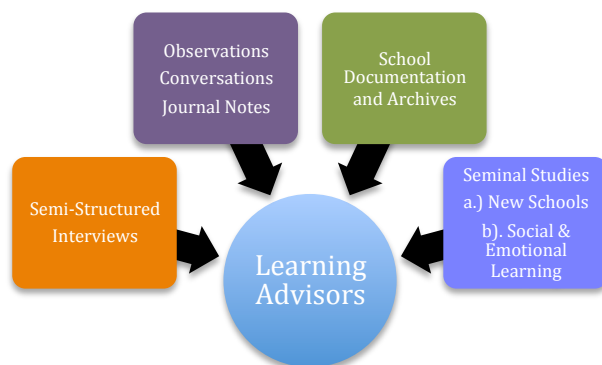 Semi-Structured
Interviews
Observations
Conversations
Journal Notes
School
Documentation
and Archives
Seminal Studies
a.) New Schools
b). Social &
Emotional
Learning
Learning
Advisors